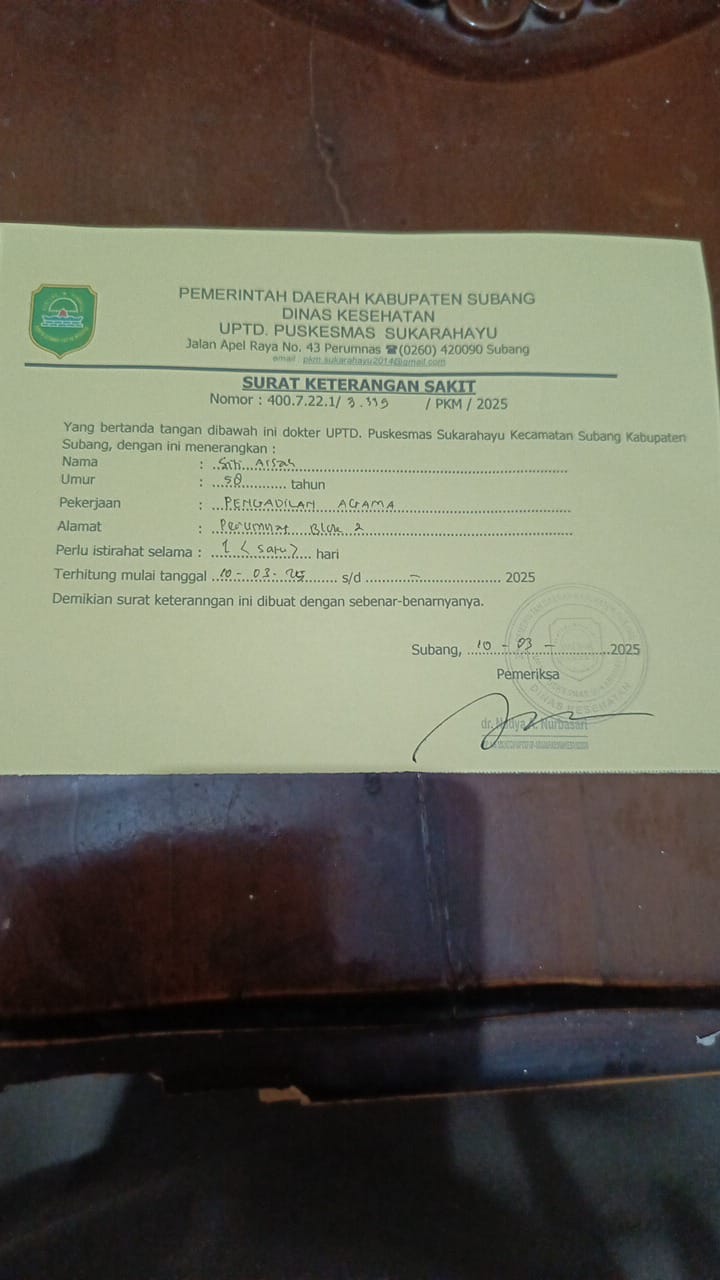 PEMERINTAH DAERAH KABUPATEN SUBANG
DINAS KESEHATAN
UPTD. PUSKESMAS SUKARAHAYU
Jalan Apel Raya No. 43 Perumnas ☎(0260) 420090 Subang
email : pkm.sukarahayu2014@gmail.com
SURAT KETERANGAN SAKIT
Nomor : 400.7.22.1/ 3.339 / PKM / 2025
Yang bertanda tangan dibawah ini dokter UPTD. Puskesmas Sukarahayu Kecamatan Subang Kabupaten
Subang, dengan ini menerangkan :
Nama : Siti Aisah
Umur : 58 tahun
Pekerjaan : PENGADILAN AGAMA
Alamat : Perumnas Blok 2
Perlu istirahat selama : 1 (satu) hari
Terhitung mulai tanggal 10-03-25 s/d - 2025
Demikian surat keteranngan ini dibuat dengan sebenar-benarnyanya.
Subang, 10 - 03 - 2025
Pemeriksa
dr. Nadya A. Nurbasari
DINAS KESEHATAN